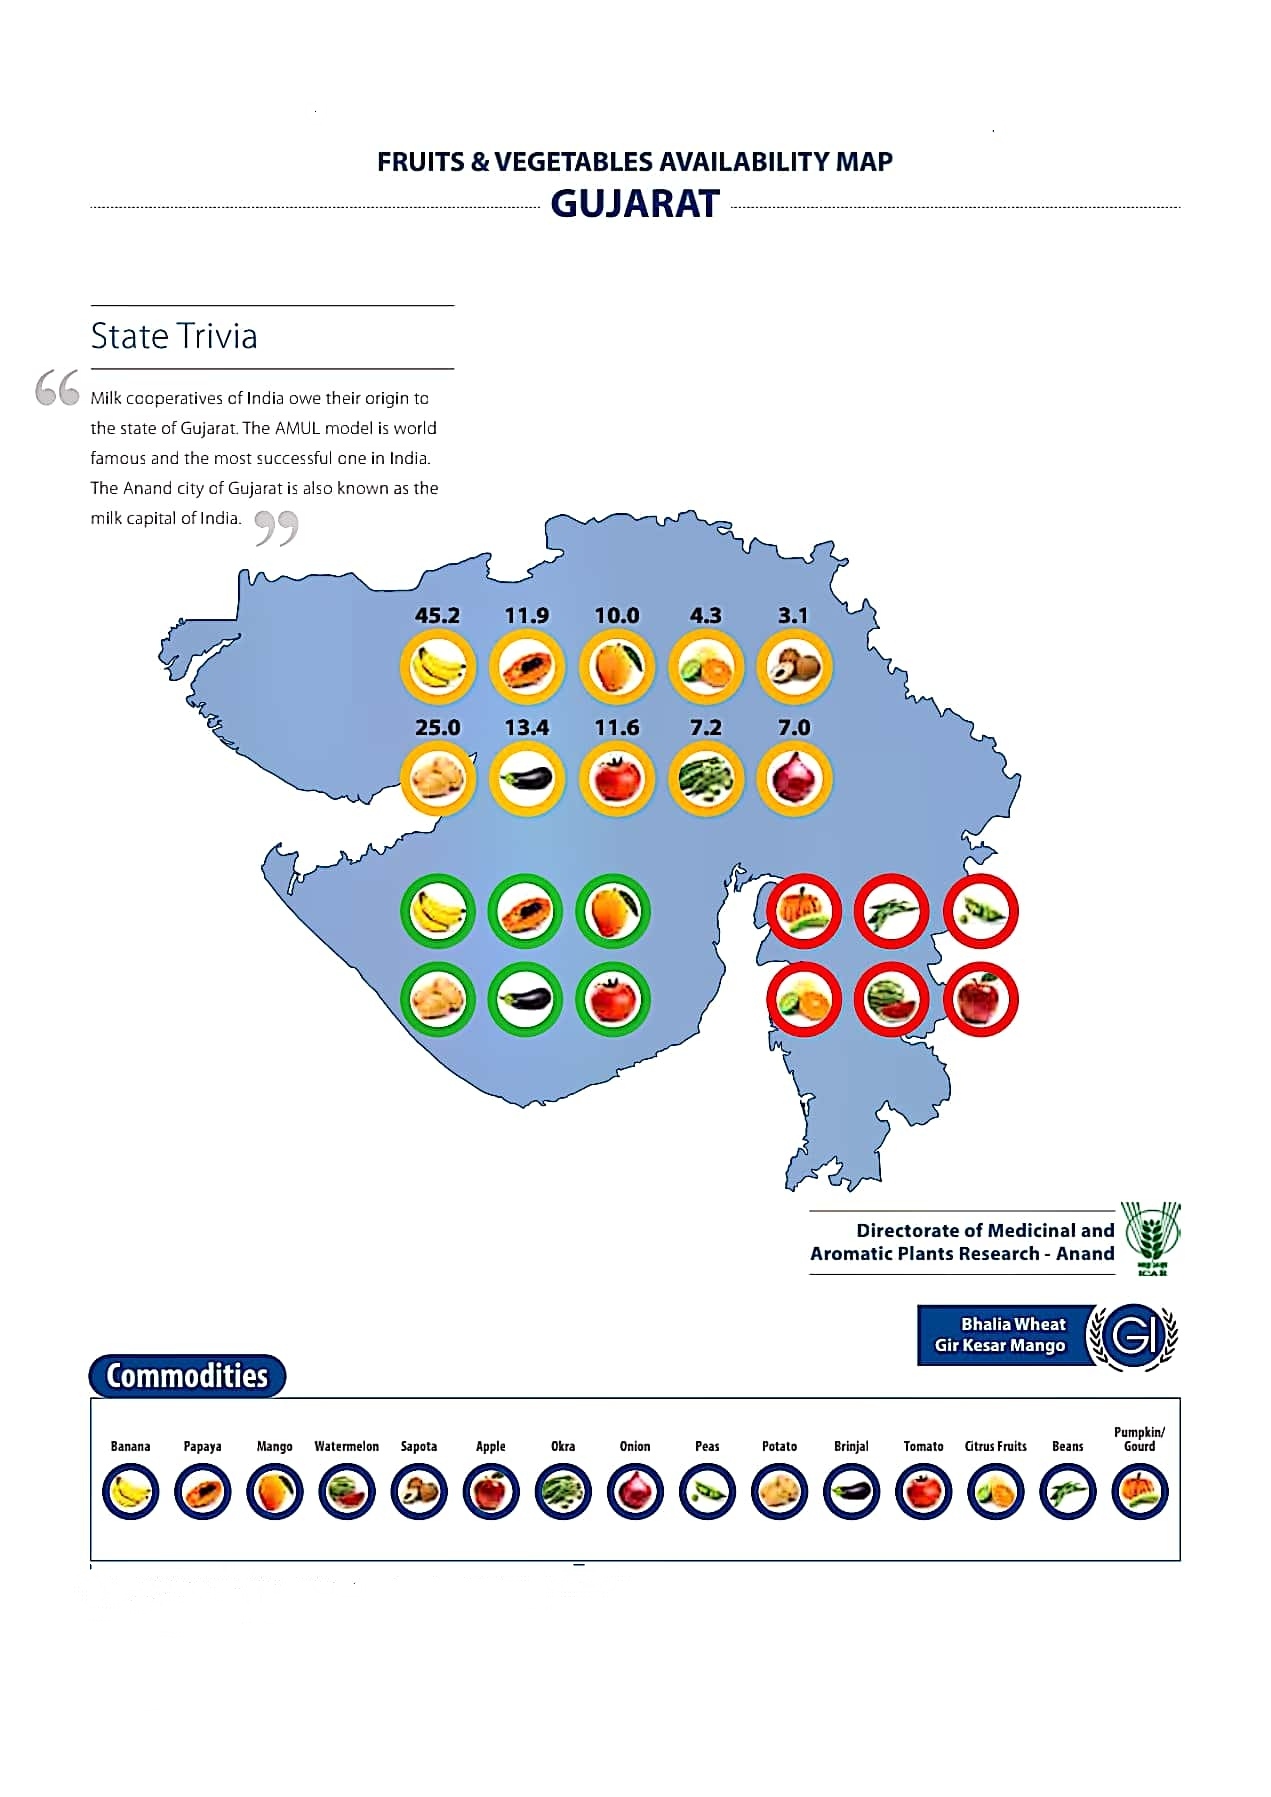 FRUITS & VEGETABLES AVAILABILITY MAP
GUJARAT
State Trivia
“
Milk cooperatives of India owe their origin to
the state of Gujarat. The AMUL model is world
famous and the most successful one in India.
The Anand city of Gujarat is also known as the
milk capital of India. ”
45.2 11.9 10.0 4.3 3.1
25.0 13.4 11.6 7.2 7.0
Directorate of Medicinal and
Aromatic Plants Research - Anand
ICAR
Bhalia Wheat
Gir Kesar Mango
GI
Commodities
Banana Papaya Mango Watermelon Sapota Apple Okra Onion Peas Potato Brinjal Tomato Citrus Fruits Beans Pumpkin/
Gourd